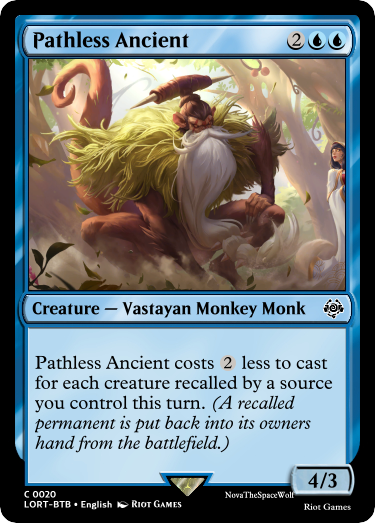 Pathless Ancient 2
Creature — Vastayan Monkey Monk
Pathless Ancient costs 2 less to cast
for each creature recalled by a source
you control this turn. (A recalled
permanent is put back into its owners
hand from the battlefield.)
4/3
C 0020
LORT-BTB • English Riot Games
NovaTheSpaceWolf
Riot Games